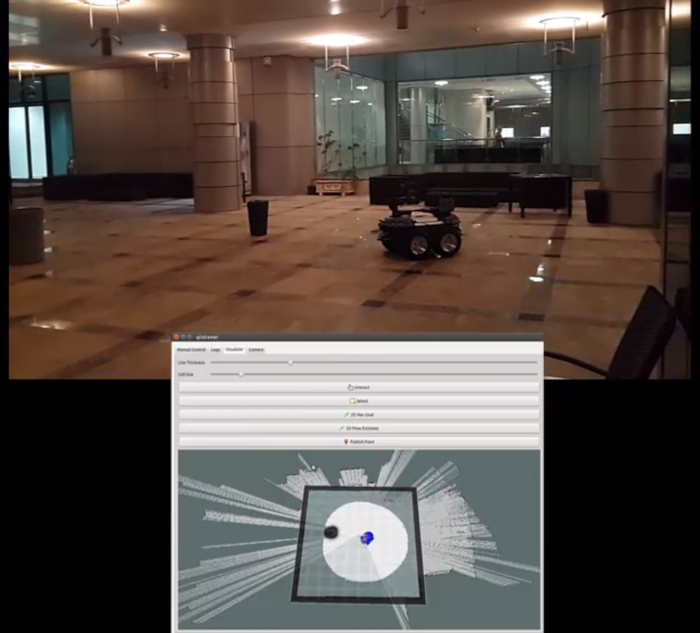 Manual Control Logs Visualizer Camera
Line Thickness
Cell Size
Interact
Select
2D Nav Goal
2D Pose Estimate
Publish Point